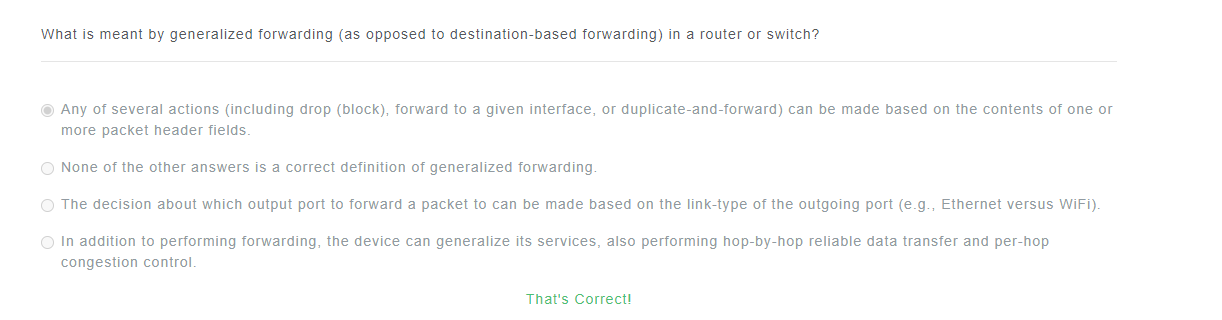 What is meant by generalized forwarding (as opposed to destination-based forwarding) in a router or switch?
Any of several actions (including drop (block), forward to a given interface, or duplicate-and-forward) can be made based on the contents of one or
more packet header fields.
None of the other answers is a correct definition of generalized forwarding.
The decision about which output port to forward a packet to can be made based on the link-type of the outgoing port (e.g., Ethernet versus WiFi).
In addition to performing forwarding, the device can generalize its services, also performing hop-by-hop reliable data transfer and per-hop
congestion control.
That's Correct!